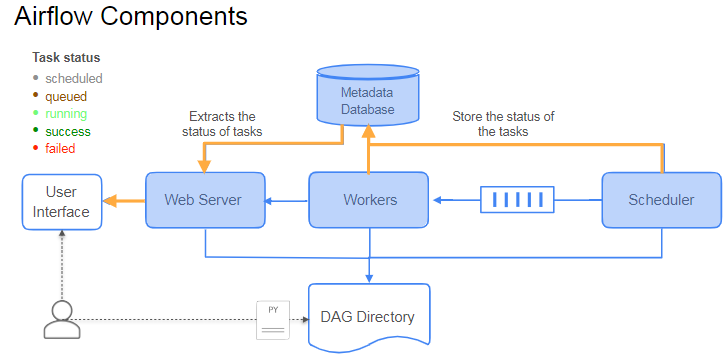 Airflow Components
Task status
scheduled
queued
running
success
failed
Metadata
Database
Extracts the
status of tasks
Store the status of
the tasks
User
Interface
Web Server
Workers
Scheduler
PY
DAG Directory